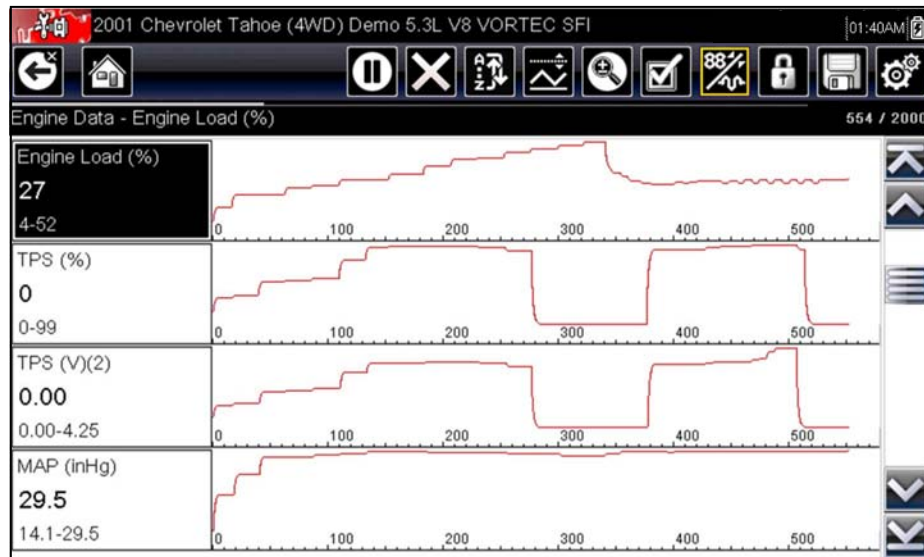 2001 Chevrolet Tahoe (4WD) Demo 5.3L V8 VORTEC SFI
01:40AM
A
Z
88
Engine Data - Engine Load (%)
554 / 2000
Engine Load (%)
27
4-52
0 100 200 300 400 500
TPS (%)
0
0-99
0 100 200 300 400 500
TPS (V)(2)
0.00
0.00-4.25
0 100 200 300 400 500
MAP (inHg)
29.5
14.1-29.5
0 100 200 300 400 500